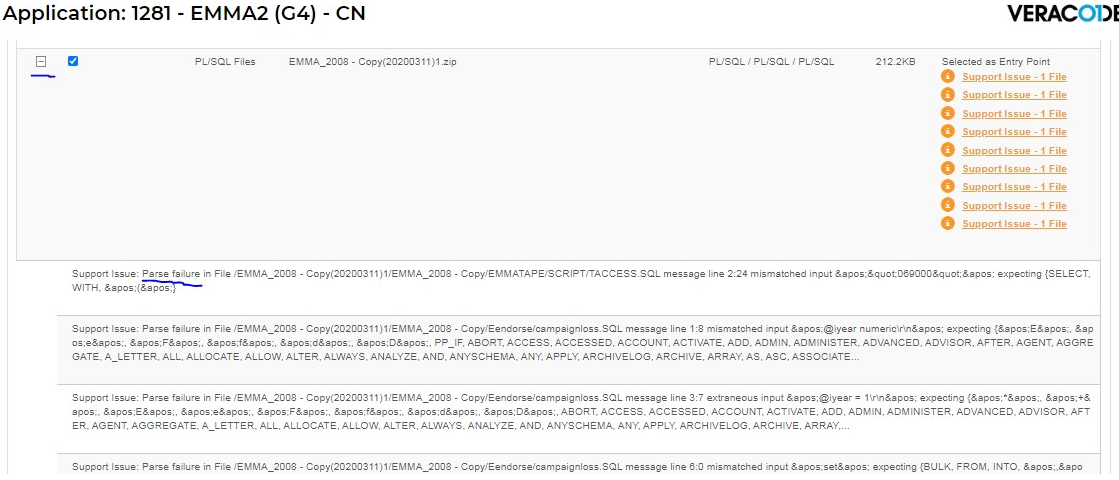 Application: 1281 - EMMA2 (G4) - CN
VERACODE
PL/SQL Files EMMA_2008 - Copy(20200311)1.zip PL/SQL / PL/SQL / PL/SQL 212.2KB Selected as Entry Point
Support Issue - 1 File
Support Issue - 1 File
Support Issue - 1 File
Support Issue - 1 File
Support Issue - 1 File
Support Issue - 1 File
Support Issue - 1 File
Support Issue - 1 File
Support Issue - 1 File
Support Issue: Parse failure in File /EMMA_2008 - Copy(20200311)1/EMMA_2008 - Copy/EMMATAPE/SCRIPT/TACCESS.SQL message line 2:24 mismatched input &apos;&quot;069000&quot;&apos; expecting {SELECT,
WITH, &apos;(&apos;}
Support Issue: Parse failure in File /EMMA_2008 - Copy(20200311)1/EMMA_2008 - Copy/Eendorse/campaignloss.SQL message line 1:8 mismatched input &apos;@iyear numeric\r\n&apos; expecting {&apos;E&apos;, &ap
os;e&apos;, &apos;F&apos;, &apos;f&apos;, &apos;d&apos;, &apos;D&apos;, PP_IF, ABORT, ACCESS, ACCESSED, ACCOUNT, ACTIVATE, ADD, ADMIN, ADMINISTER, ADVANCED, ADVISOR, AFTER, AGENT, AGGRE
GATE, A_LETTER, ALL, ALLOCATE, ALLOW, ALTER, ALWAYS, ANALYZE, AND, ANYSCHEMA, ANY, APPLY, ARCHIVELOG, ARCHIVE, ARRAY, AS, ASC, ASSOCIATE...
Support Issue: Parse failure in File /EMMA_2008 - Copy(20200311)1/EMMA_2008 - Copy/Eendorse/campaignloss.SQL message line 3:7 extraneous input &apos;@iyear = 1\r\n&apos; expecting {&apos;*&apos;, &apos;+&
apos;, &apos;E&apos;, &apos;e&apos;, &apos;F&apos;, &apos;f&apos;, &apos;d&apos;, &apos;D&apos;, ABORT, ACCESS, ACCESSED, ACCOUNT, ACTIVATE, ADD, ADMIN, ADMINISTER, ADVANCED, ADVISOR, AFT
ER, AGENT, AGGREGATE, A_LETTER, ALL, ALLOCATE, ALLOW, ALTER, ALWAYS, ANALYZE, AND, ANYSCHEMA, ANY, APPLY, ARCHIVELOG, ARCHIVE, ARRAY,...
Support Issue: Parse failure in File /EMMA_2008 - Copy(20200311)1/EMMA_2008 - Copy/Eendorse/campaignloss.SQL message line 6:0 mismatched input &apos;set&apos; expecting {BULK, FROM, INTO, &apos;,&apo